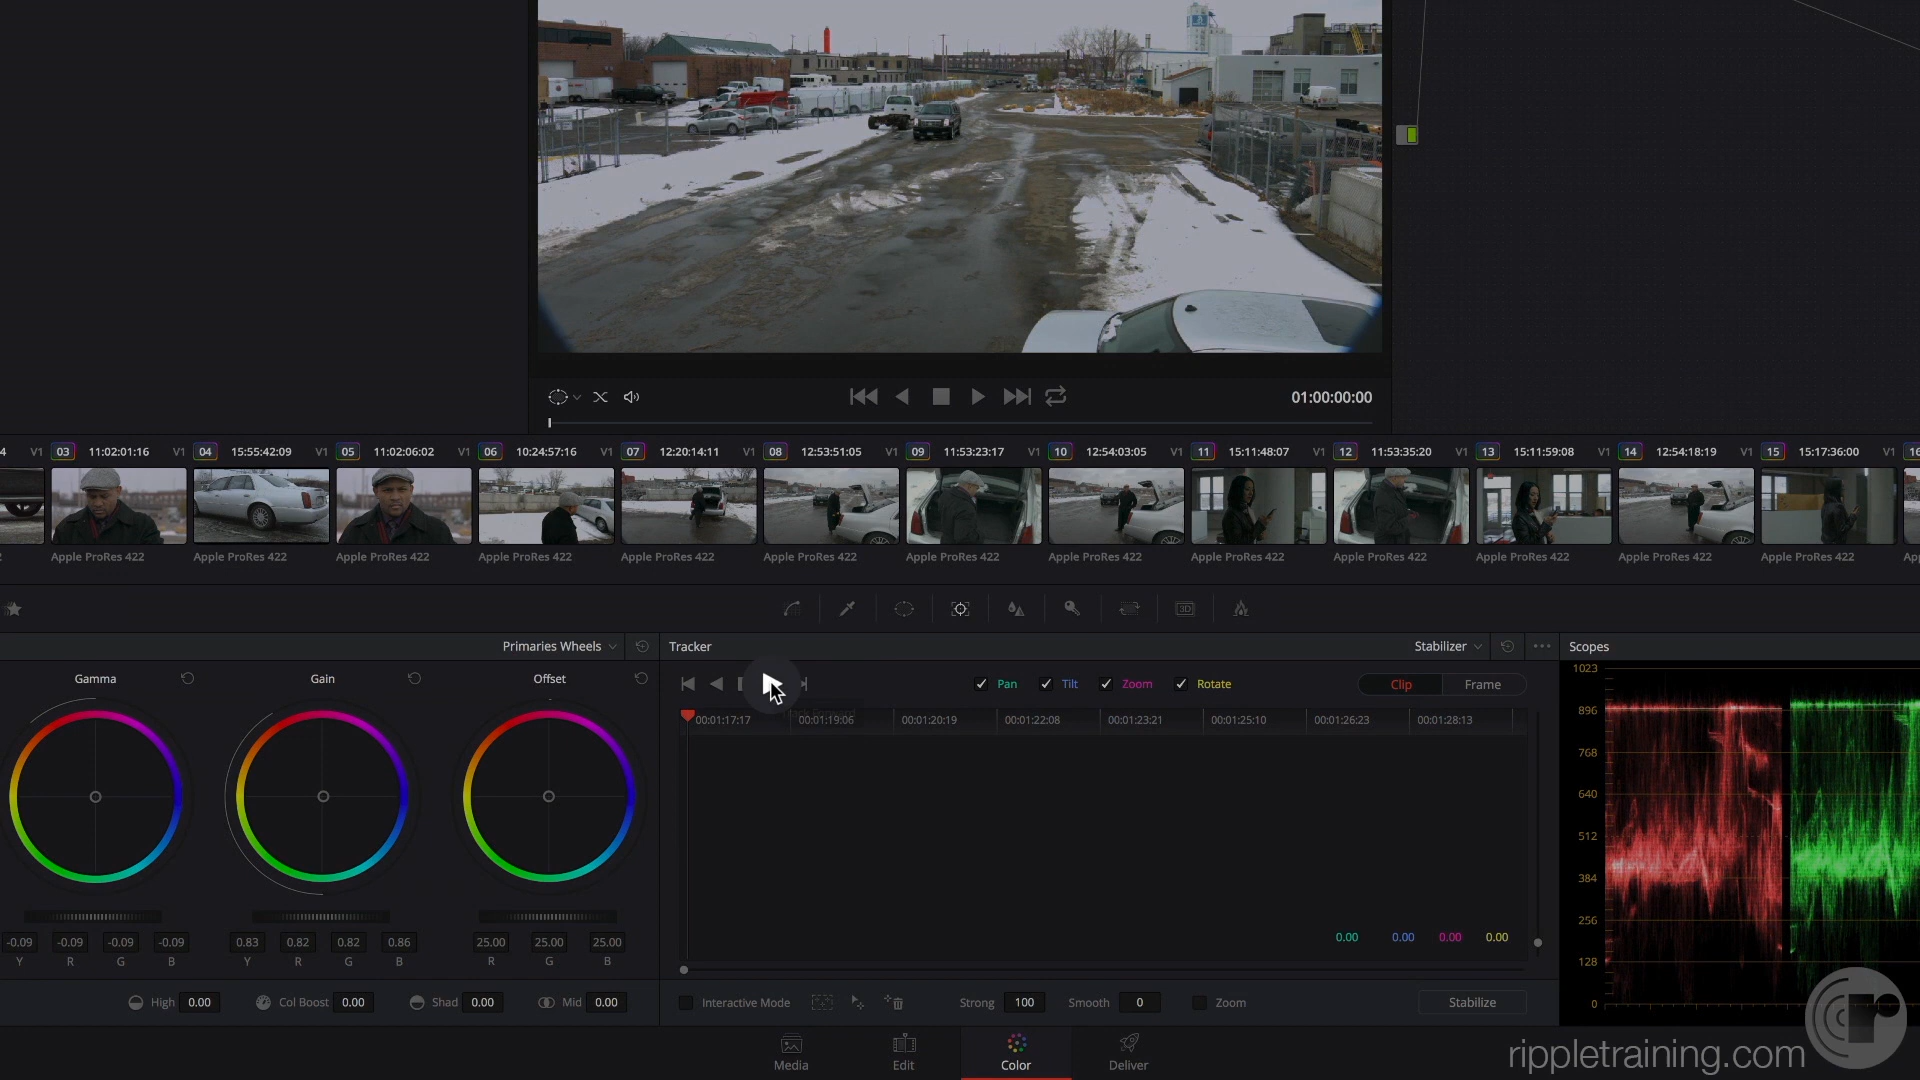 01:00:00:00
4 V1 03 11:02:01:16 V1 04 15:55:42:09 V1 05 11:02:06:02 V1 06 10:24:57:16 V1 07 12:20:14:11 V1 08 12:53:51:05 V1 09 11:53:23:17 V1 10 12:54:03:05 V1 11 15:11:48:07 V1 12 11:53:35:20 V1 13 15:11:59:08 V1 14 12:54:18:19 V1 15 15:17:36:00 V1 16
Apple ProRes 422 Apple ProRes 422 Apple ProRes 422 Apple ProRes 422 Apple ProRes 422 Apple ProRes 422 Apple ProRes 422 Apple ProRes 422 Apple ProRes 422 Apple ProRes 422 Apple ProRes 422 Apple ProRes 422 Apple ProRes 422
3D
Primaries Wheels Tracker Stabilizer Scopes
Gamma Gain Offset
Pan Tilt Zoom Rotate Clip Frame
00:01:17:17 00:01:19:06 00:01:20:19 00:01:22:08 00:01:23:21 00:01:25:10 00:01:26:23 00:01:28:13
1023
896
768
640
512
384
256
128
0
0.00 0.00 0.00 0.00
-0.09 -0.09 -0.09 -0.09 0.83 0.82 0.82 0.86 25.00 25.00 25.00
Y R G B Y R G B R G B
High 0.00 Col Boost 0.00 Shad 0.00 Mid 0.00
Interactive Mode Strong 100 Smooth 0 Zoom Stabilize
Media Edit Color Deliver
rippletraining.com